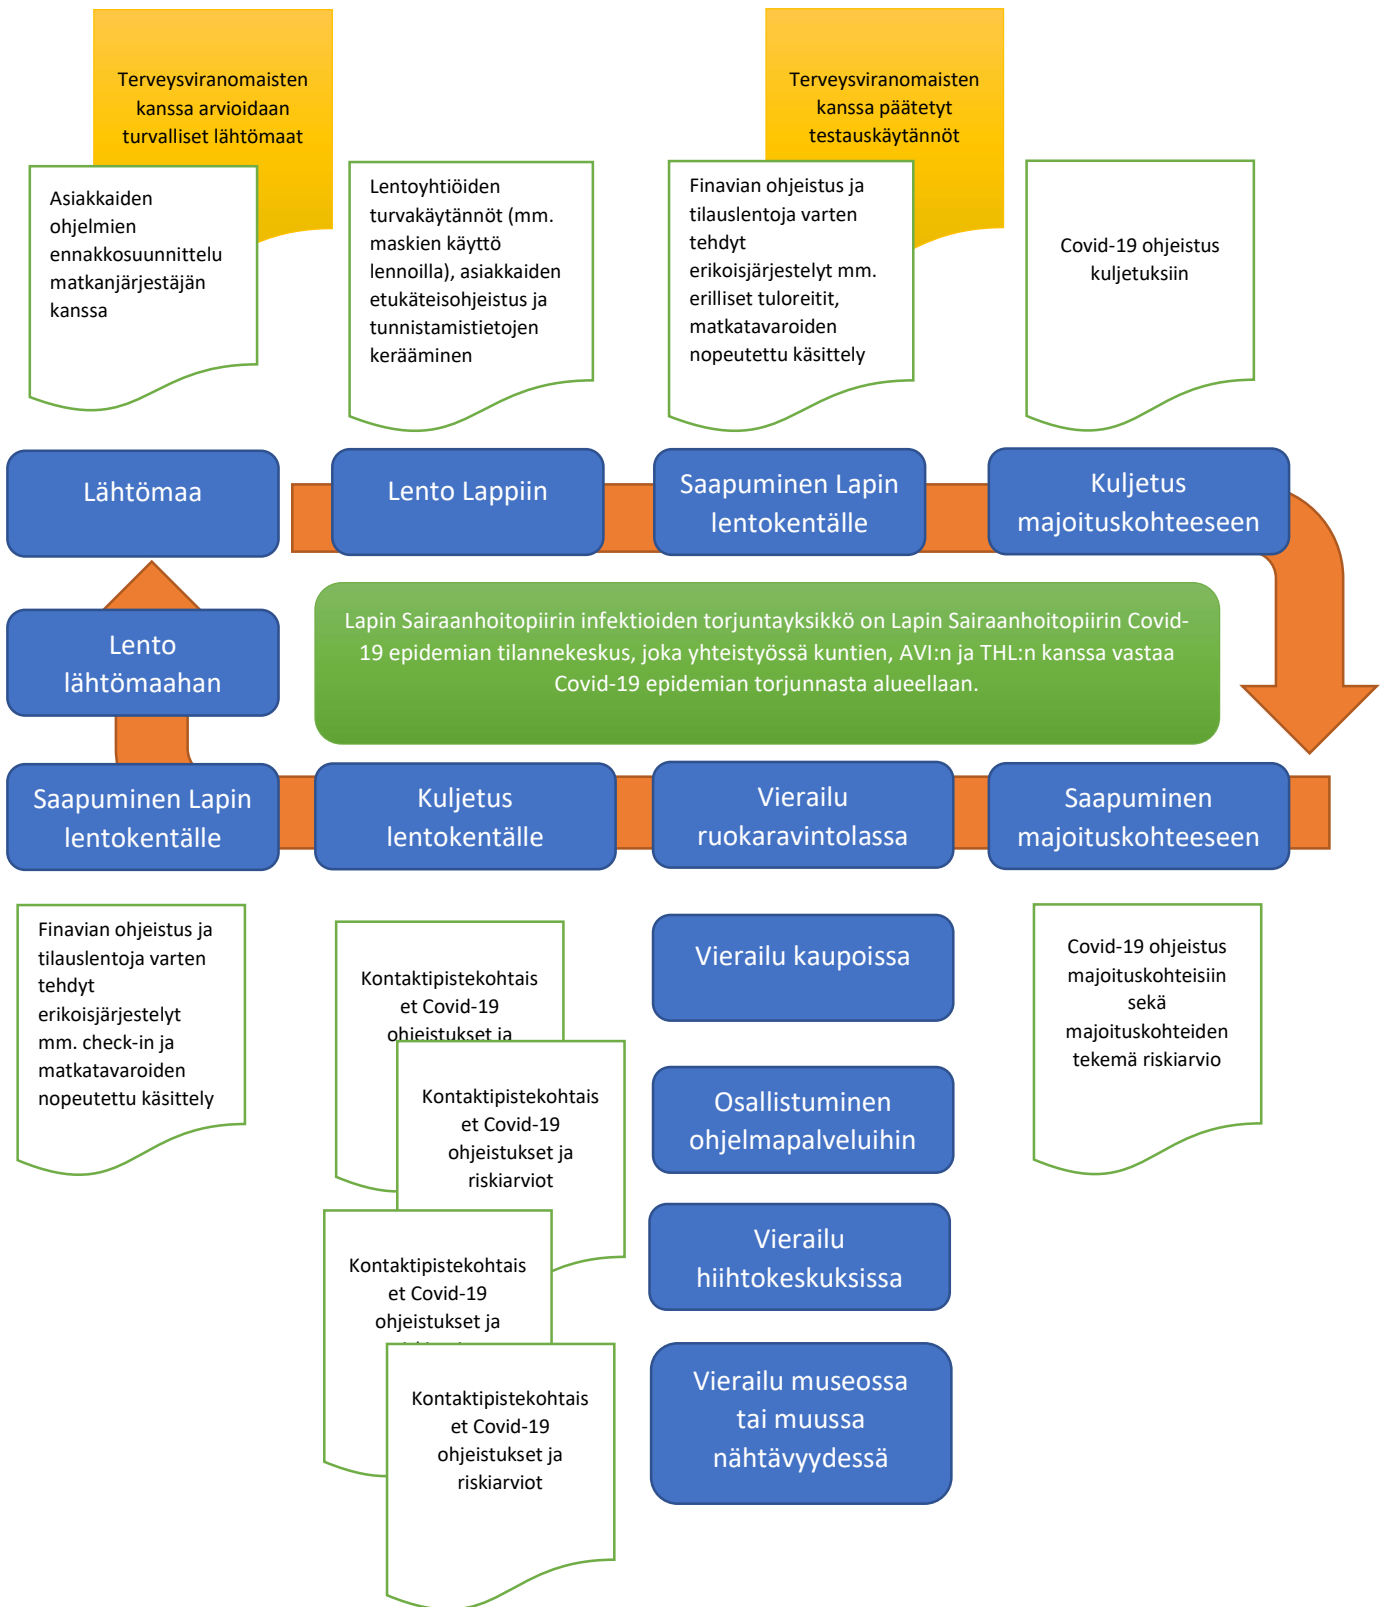 Terveysviranomaisten
kanssa arvioidaan
turvalliset lähtömaat
Terveysviranomaisten
kanssa päätetyt
testauskäytännöt
Asiakkaiden
ohjelmien
ennakkosuunnittelu
matkanjärjestäjän
kanssa
Lentoyhtiöiden
turvakäytännöt (mm.
maskien käyttö
lennoilla), asiakkaiden
etukäteisohjeistus ja
tunnistamistietojen
kerääminen
Finavian ohjeistus ja
tilauslentoja varten
tehdyt
erikoisjärjestelyt mm.
erilliset tuloreitit,
matkatavaroiden
nopeutettu käsittely
Covid-19 ohjeistus
kuljetuksiin
Lähtömaa
Lento Lappiin
Saapuminen Lapin
lentokentälle
Kuljetus
majoituskohteeseen
Lento
lähtömaahan
Lapin Sairaanhoitopiirin infektioiden torjuntayksikkö on Lapin Sairaanhoitopiirin Covid-
19 epidemian tilannekeskus, joka yhteistyössä kuntien, AVI:n ja THL:n kanssa vastaa
Covid-19 epidemian torjunnasta alueellaan.
Saapuminen Lapin
lentokentälle
Kuljetus
lentokentälle
Vierailu
ruokaravintolassa
Saapuminen
majoituskohteeseen
Finavian ohjeistus ja
tilauslentoja varten
tehdyt
erikoisjärjestelyt
mm. check-in ja
matkatavaroiden
nopeutettu käsittely
Kontaktipistekohtais
et Covid-19
ohjeistukset ja
Kontaktipistekohtais
et Covid-19
ohjeistukset ja
riskiarviot
Kontaktipistekohtais
et Covid-19
ohjeistukset ja
Kontaktipistekohtais
et Covid-19
ohjeistukset ja
riskiarviot
Vierailu kaupoissa
Osallistuminen
ohjelmapalveluihin
Vierailu
hiihtokeskuksissa
Vierailu museossa
tai muussa
nähtävyydessä
Covid-19 ohjeistus
majoituskohteisiin
sekä
majoituskohteiden
tekemä riskiarvio